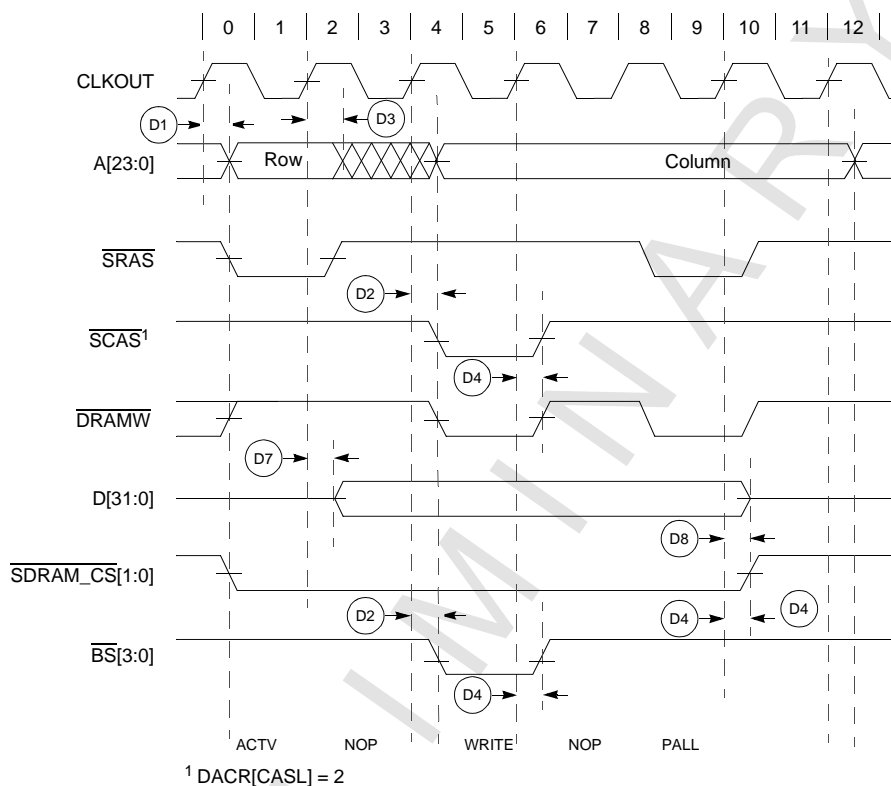 0 1 2 3 4 5 6 7 8 9 10 11 12
CLKOUT
D1 D3
A[23:0] Row Column
SRAS
D2
SCAS1
D4
DRAMW
D7
D[31:0]
D8
SDRAM_CS[1:0]
D2 D4 D4
BS[3:0]
D4
ACTV NOP WRITE NOP PALL
1 DACR[CASL] = 2
IMINARY